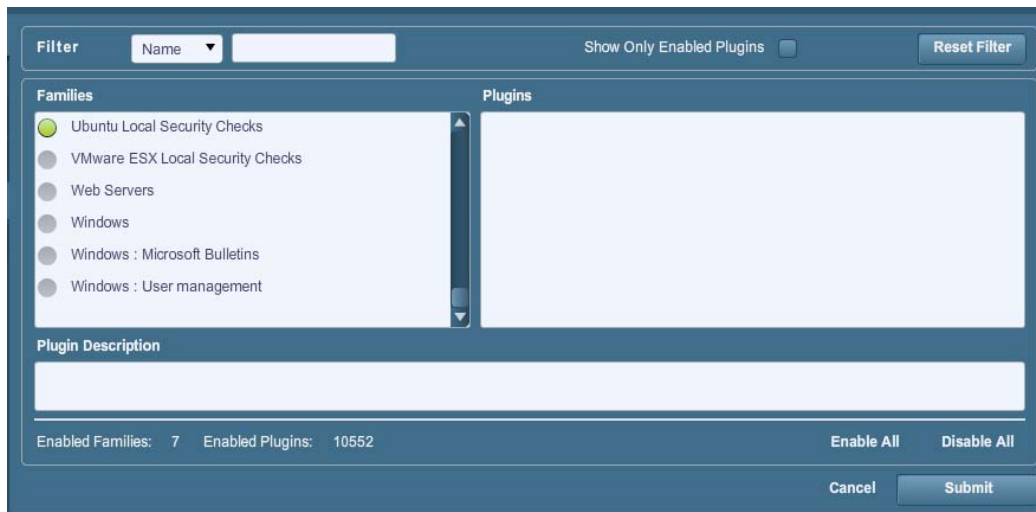 Filter Name Show Only Enabled Plugins Reset Filter
Families Plugins
Ubuntu Local Security Checks
VMware ESX Local Security Checks
Web Servers
Windows
Windows : Microsoft Bulletins
Windows : User management
Plugin Description
Enabled Families: 7 Enabled Plugins: 10552 Enable All Disable All
Cancel Submit